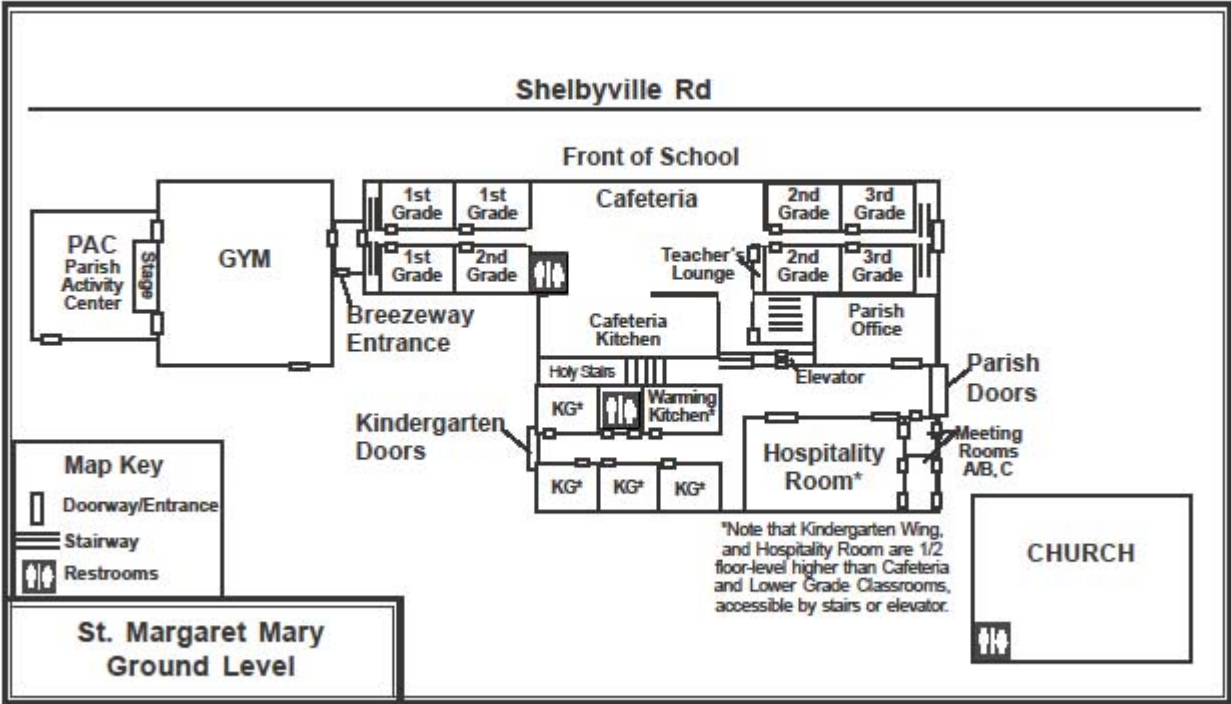 Shelbyville Rd
Front of School
1st
Grade
1st
Grade
Cafeteria
2nd
Grade
3rd
Grade
PAC
Parish
Activity
Center
Stage
GYM
1st
Grade
2nd
Grade
Teacher's
Lounge
2nd
Grade
3rd
Grade
Breezeway
Entrance
Cafeteria
Kitchen
Parish
Office
Holy Stairs
Elevator
Parish
Doors
KG*
Warming
Kitchen*
Kindergarten
Doors
Hospitality
Room*
Meeting
Rooms
A/B, C
KG*
KG*
KG*
Map Key
Doorway/Entrance
Stairway
Restrooms
*Note that Kindergarten Wing,
and Hospitality Room are 1/2
floor-level higher than Cafeteria
and Lower Grade Classrooms,
accessible by stairs or elevator.
CHURCH
St. Margaret Mary
Ground Level